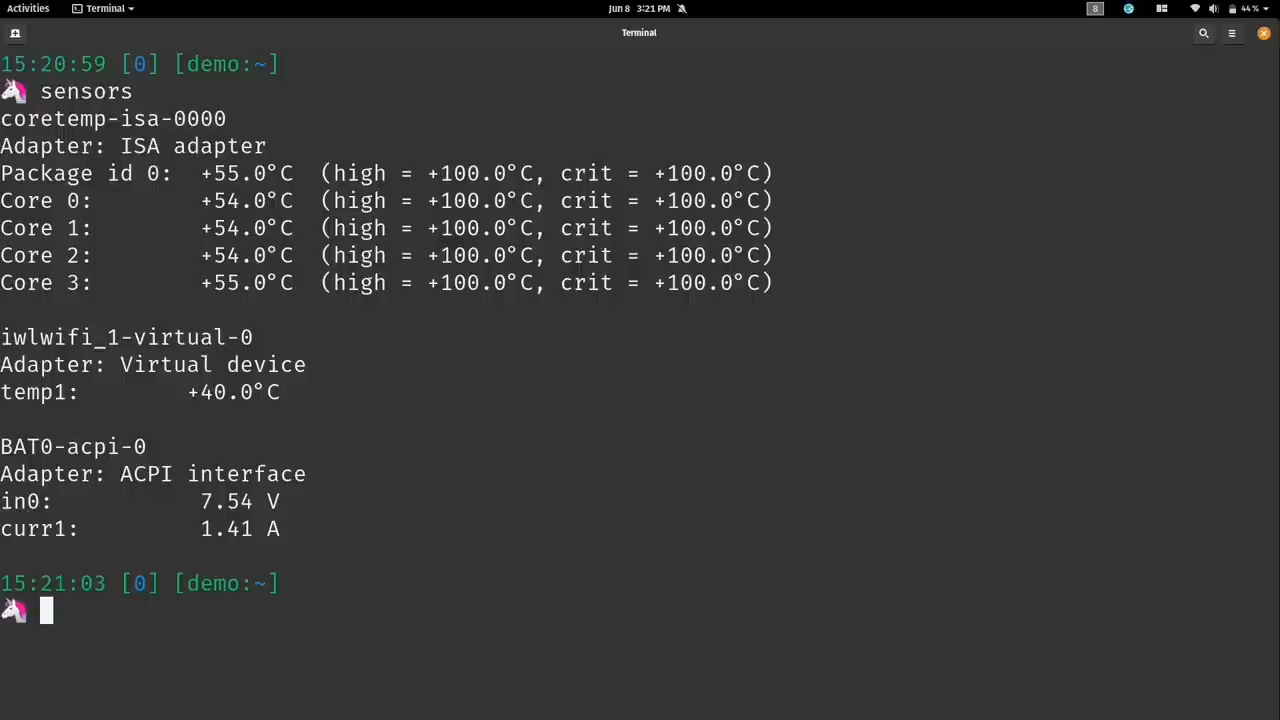 Activities Terminal Jun 8 3:21 PM 8 44%
Terminal
15:20:59 [0] [demo:~]
🦄 sensors
coretemp-isa-0000
Adapter: ISA adapter
Package id 0:  +55.0°C  (high = +100.0°C, crit = +100.0°C)
Core 0:        +54.0°C  (high = +100.0°C, crit = +100.0°C)
Core 1:        +54.0°C  (high = +100.0°C, crit = +100.0°C)
Core 2:        +54.0°C  (high = +100.0°C, crit = +100.0°C)
Core 3:        +55.0°C  (high = +100.0°C, crit = +100.0°C)
iwlwifi_1-virtual-0
Adapter: Virtual device
temp1:        +40.0°C
BAT0-acpi-0
Adapter: ACPI interface
in0:           7.54 V
curr1:         1.41 A
15:21:03 [0] [demo:~]
🦄